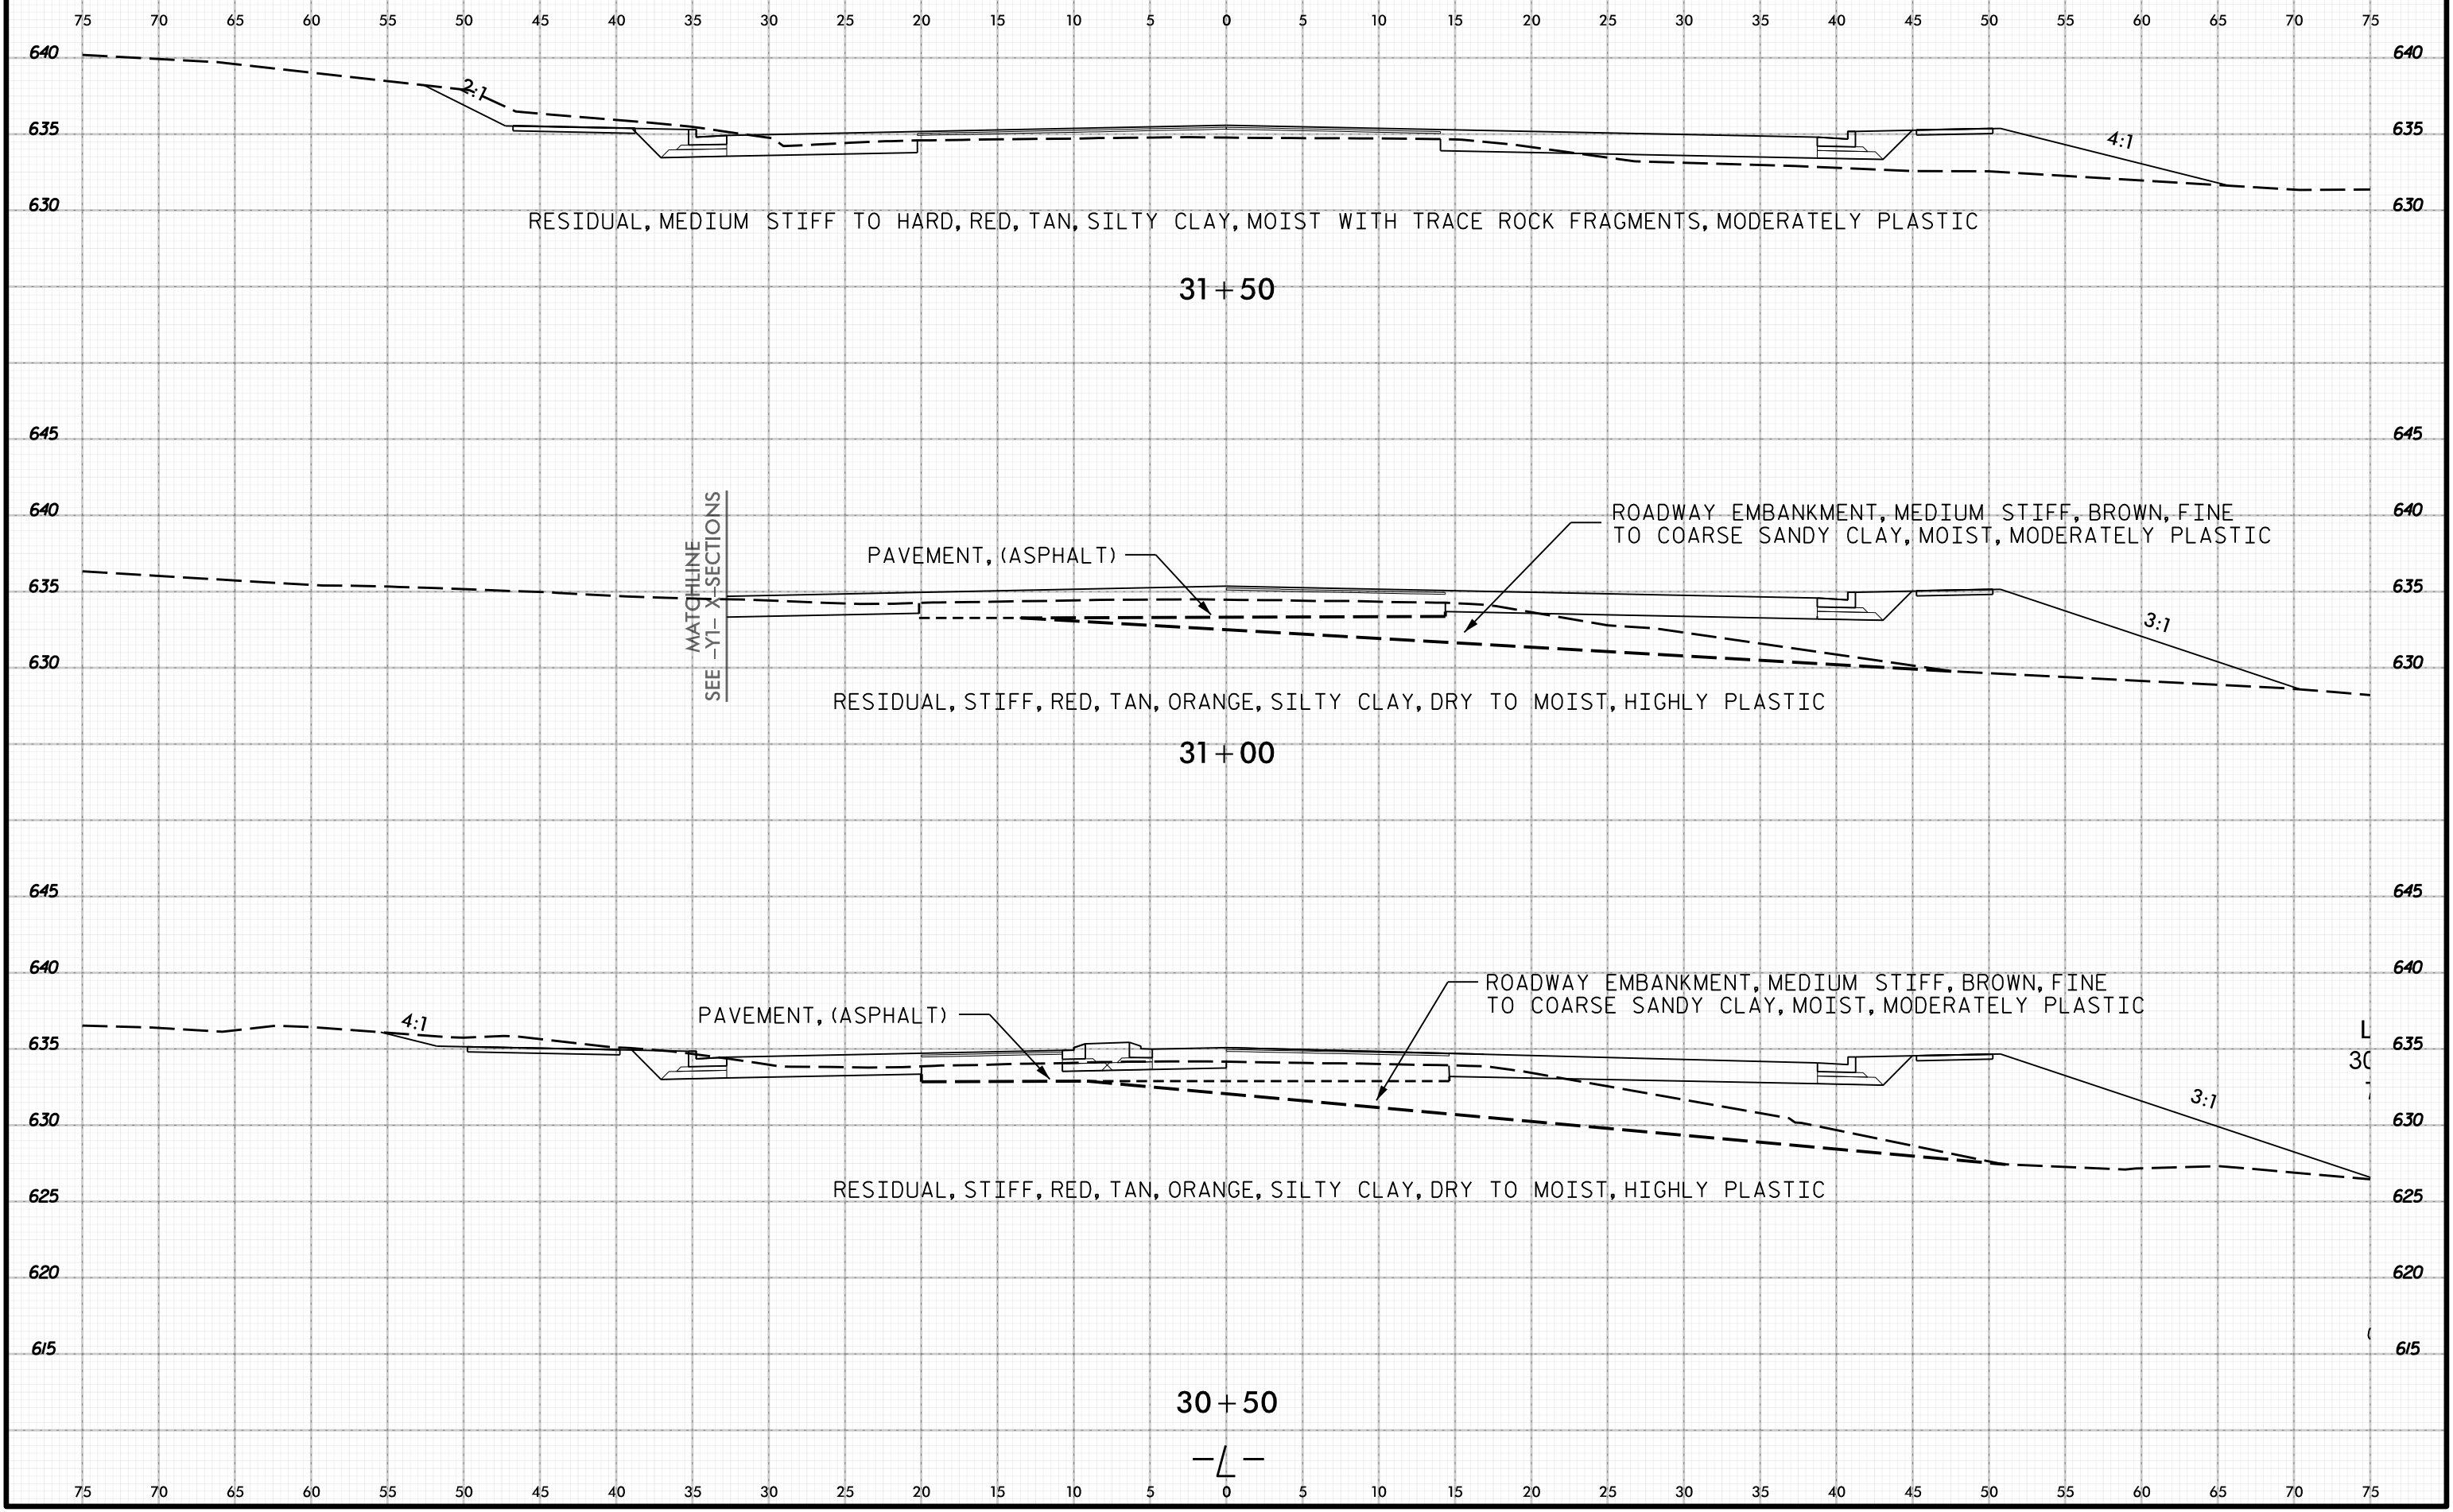 75 70 65 60 55 50 45 40 35 30 25 20 15 10 5 0 5 10 15 20 25 30 35 40 45 50 55 60 65 70 75
640 640
2:1
635 635
4:1
630 630
RESIDUAL, MEDIUM STIFF TO HARD, RED, TAN, SILTY CLAY, MOIST WITH TRACE ROCK FRAGMENTS, MODERATELY PLASTIC
31+50
645 645
640 640
ROADWAY EMBANKMENT, MEDIUM STIFF, BROWN, FINE
TO COARSE SANDY CLAY, MOIST, MODERATELY PLASTIC
PAVEMENT, (ASPHALT)
MATCHLINE
SEE -Y1- X-SECTIONS
635 635
3:1
630 630
RESIDUAL, STIFF, RED, TAN, ORANGE, SILTY CLAY, DRY TO MOIST, HIGHLY PLASTIC
31+00
645 645
640 640
ROADWAY EMBANKMENT, MEDIUM STIFF, BROWN, FINE
TO COARSE SANDY CLAY, MOIST, MODERATELY PLASTIC
PAVEMENT, (ASPHALT)
4:1
L
635 635
30
3:1
630 630
RESIDUAL, STIFF, RED, TAN, ORANGE, SILTY CLAY, DRY TO MOIST, HIGHLY PLASTIC
625 625
620 620
615 615
30+50
-L-
75 70 65 60 55 50 45 40 35 30 25 20 15 10 5 0 5 10 15 20 25 30 35 40 45 50 55 60 65 70 75